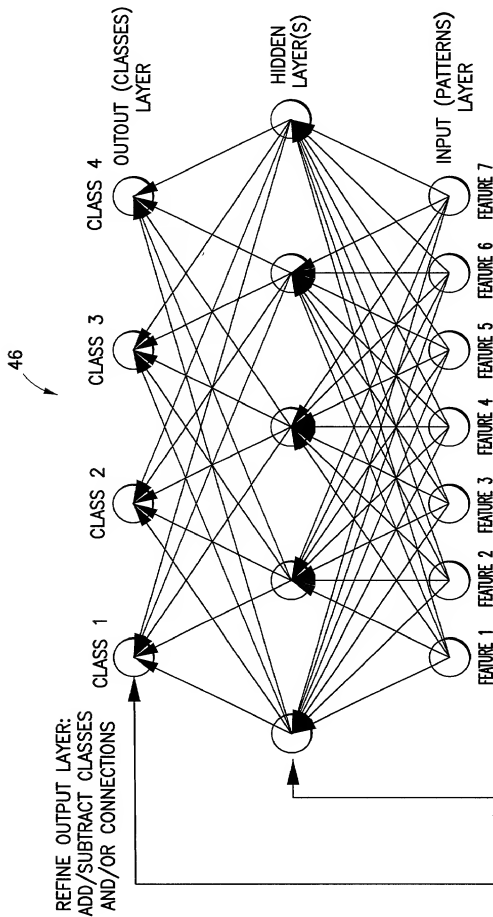 46
CLASS 1
CLASS 2
CLASS 3
CLASS 4
OUTOUT (CLASSES)
LAYER
REFINE OUTPUT LAYER:
ADD/SUBTRACT CLASSES
AND/OR CONNECTIONS
HIDDEN
LAYER(S)
INPUT (PATTERNS)
LAYER
FEATURE 1
FEATURE 2
FEATURE 3
FEATURE 4
FEATURE 5
FEATURE 6
FEATURE 7